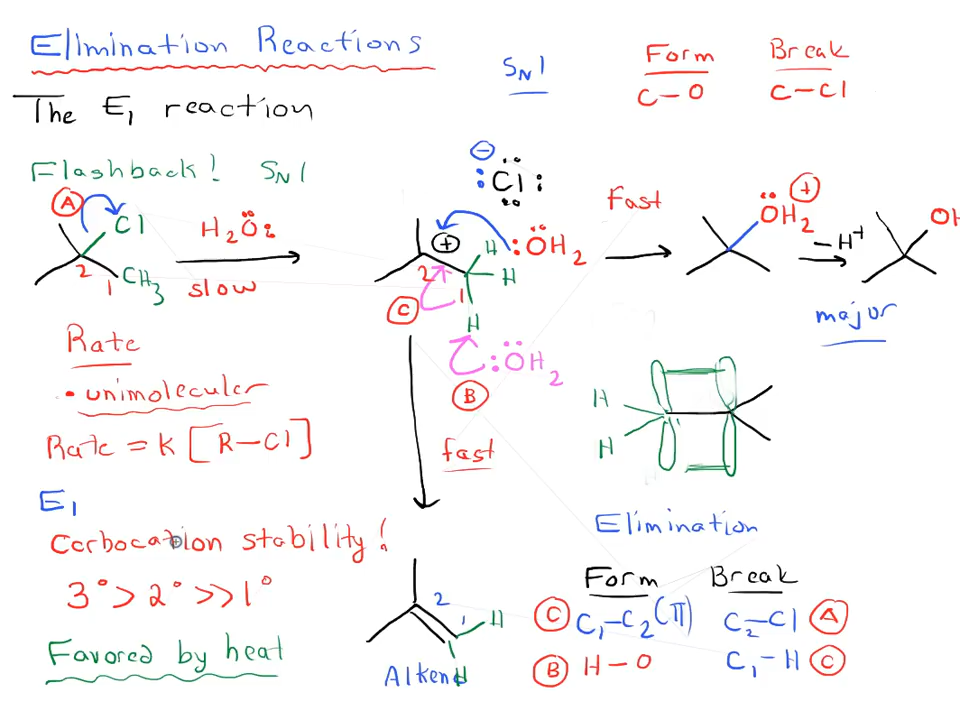 Elimination Reactions
SN1
Form Break
C-O C-Cl
The E1 reaction
Flashback! SN1
A
Cl
2 1 CH3
H2O:
slow
⊖
:Cl:
+
2 1
H
H
H
:OH2
C
:OH2
B
Fast
OH2 +
-H+
OH
major
Rate
• unimolecular
Rate = K [R-Cl]
fast
H
H
E1
Carbocation stability!
3° > 2° >> 1°
Favored by heat
2 1 H
H
Alkene
Elimination
Form Break
C C1-C2(π) C2-Cl A
B H-O C1-H C